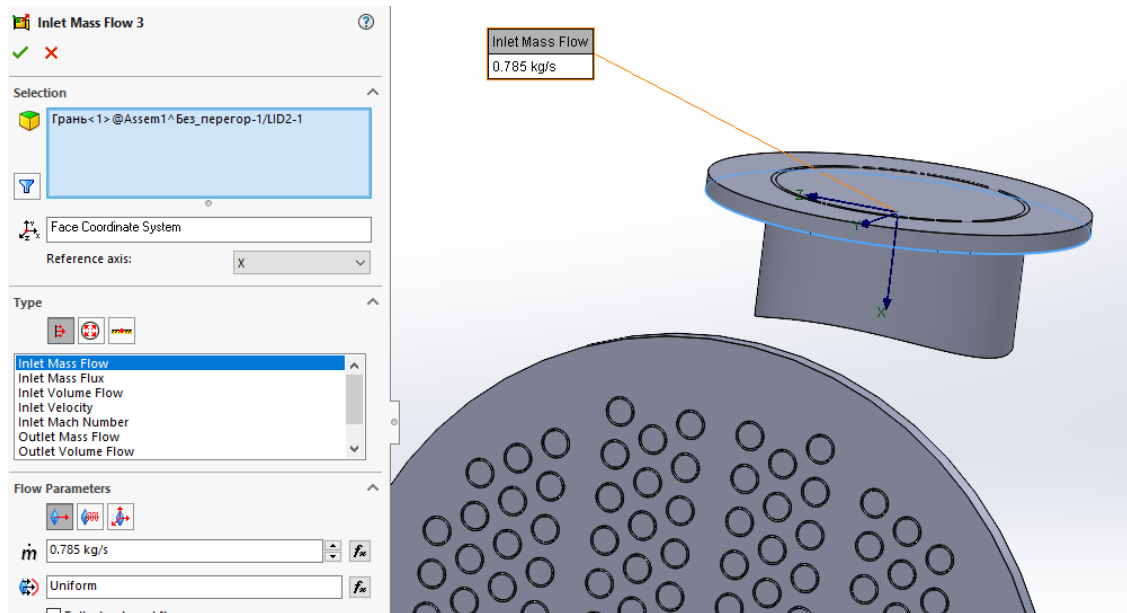 Inlet Mass Flow 3
Selection
Грань<1>@Assem1^Без_перегор-1/LID2-1
Face Coordinate System
Reference axis:
X
Type
Inlet Mass Flow
Inlet Mass Flux
Inlet Volume Flow
Inlet Velocity
Inlet Mach Number
Outlet Mass Flow
Outlet Volume Flow
Flow Parameters
ṁ 0.785 kg/s
Uniform
Inlet Mass Flow
0.785 kg/s
Z
Y
X